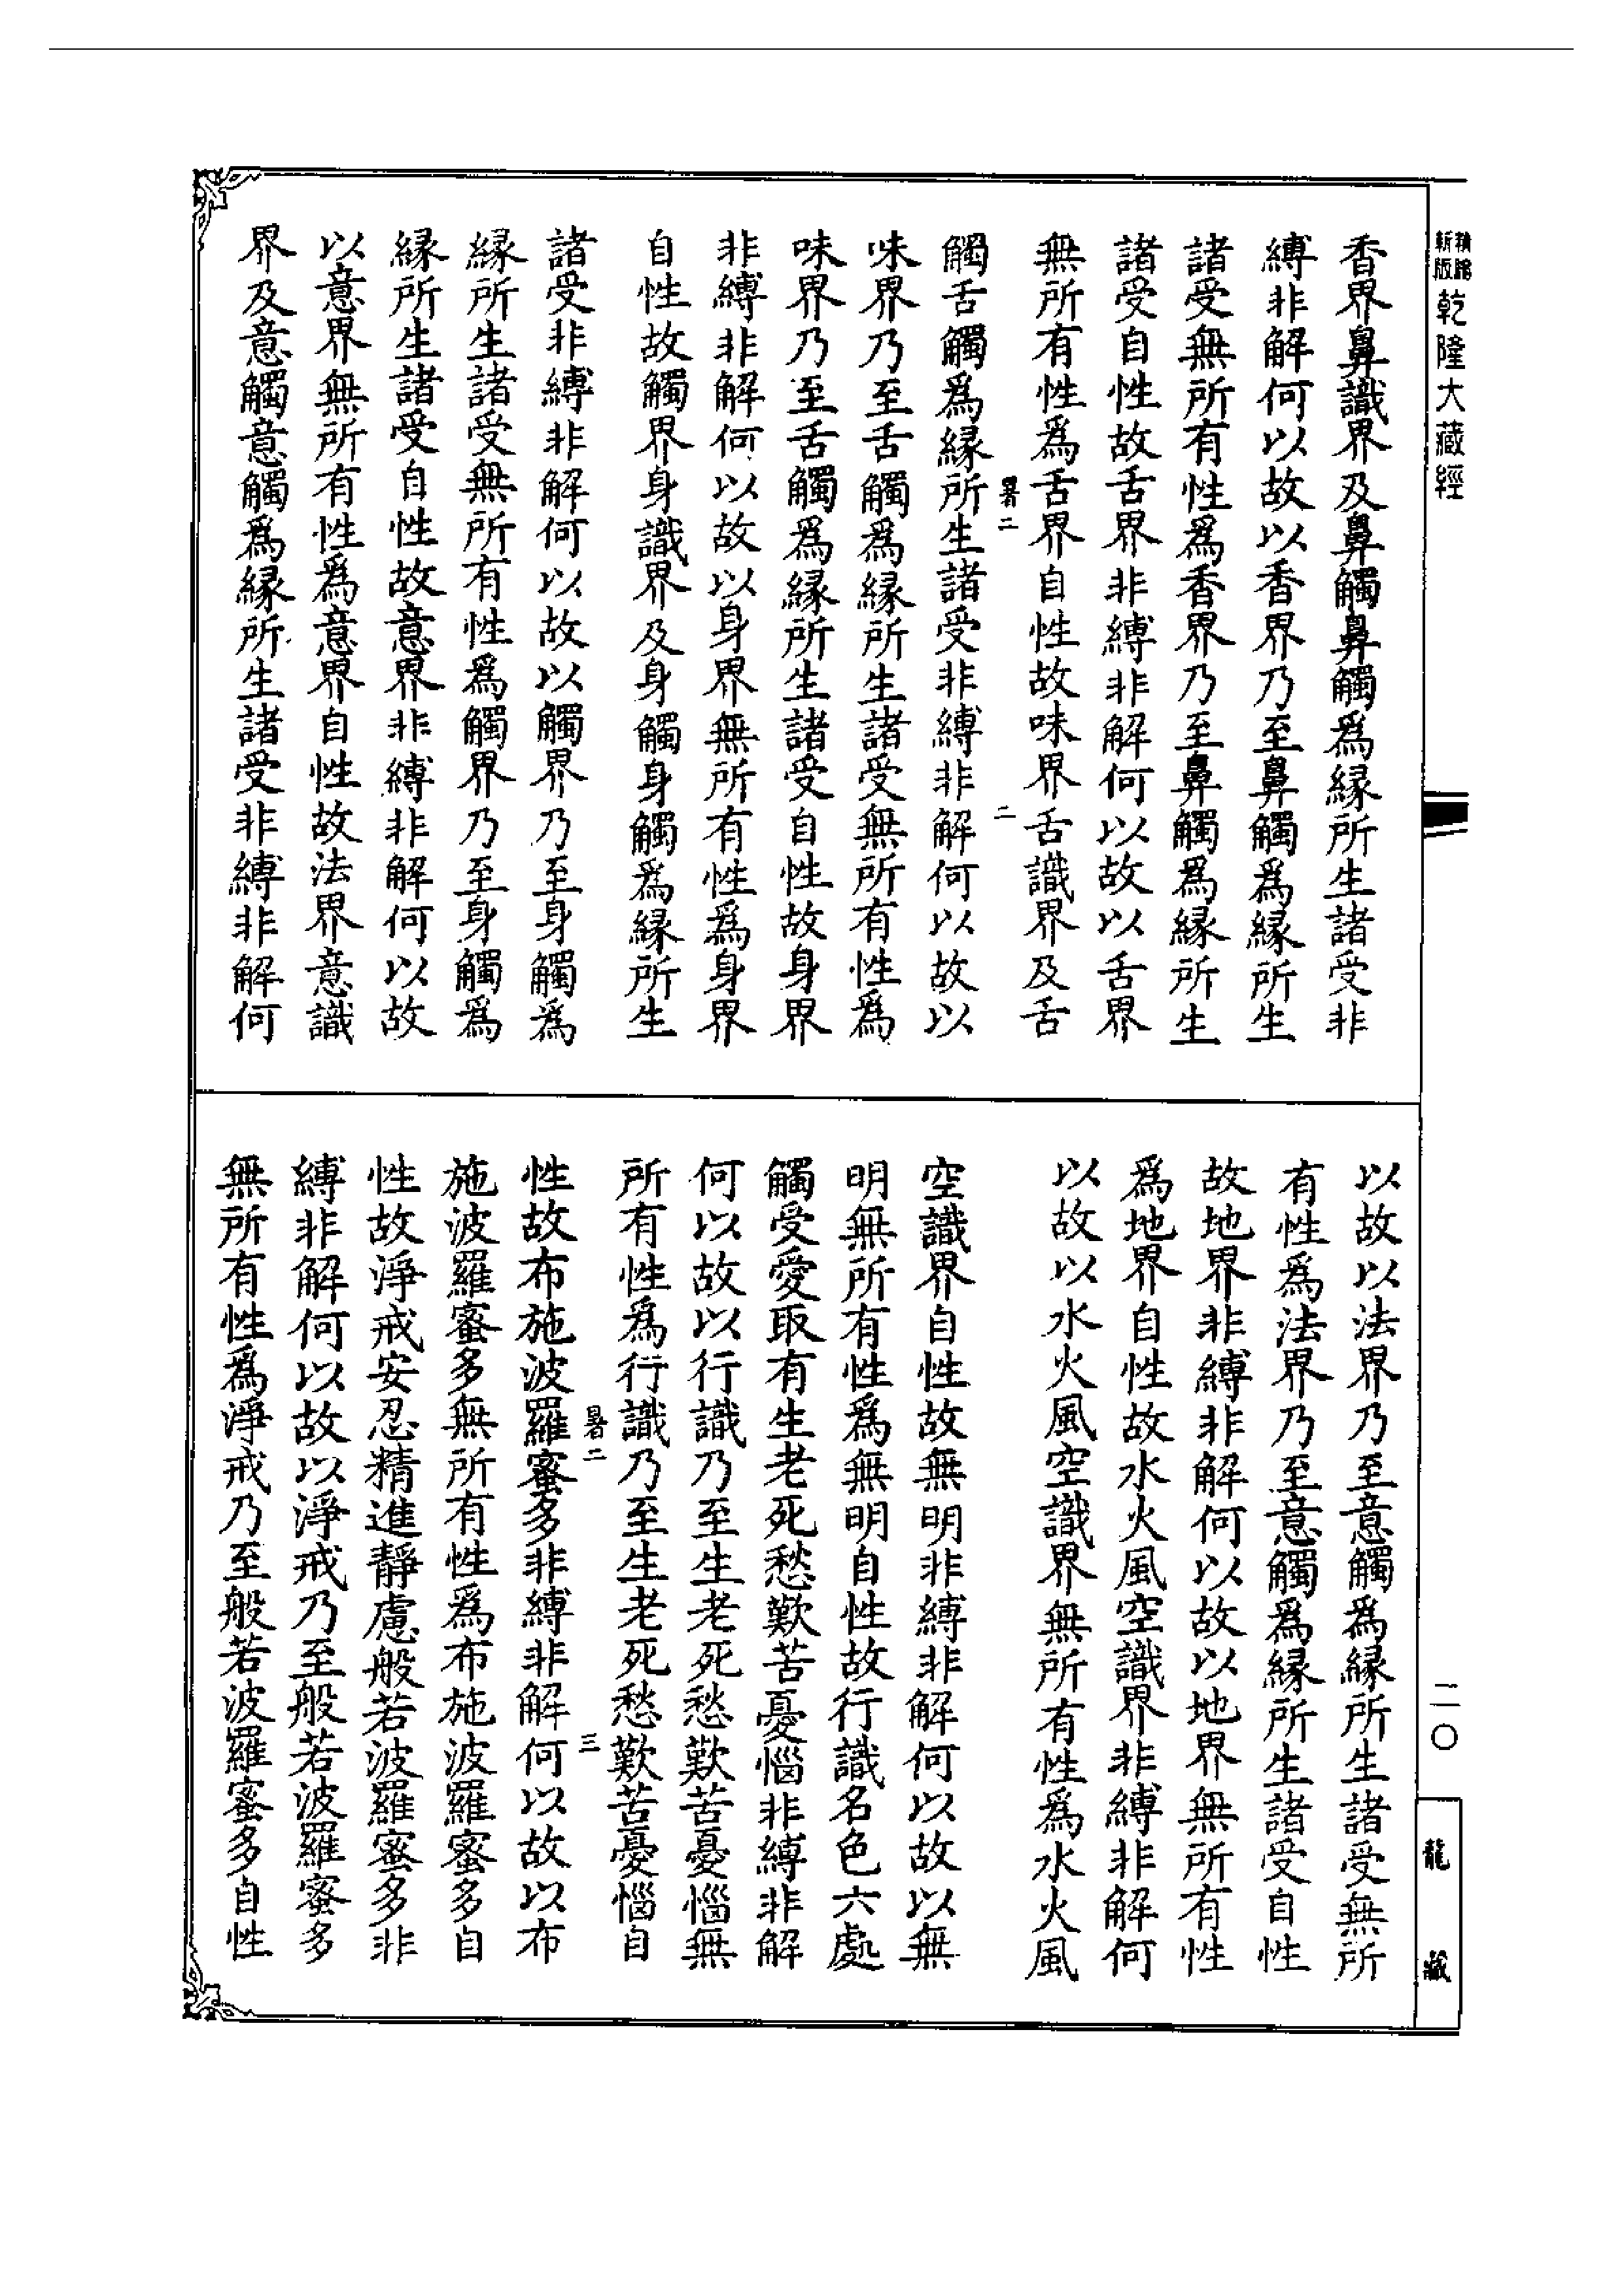 新版
乾隆大藏經
香界鼻識界及鼻觸鼻觸爲緣所生諸受非
縛非解何以故以香界乃至鼻觸爲緣所生
諸受無所有性爲香界乃至鼻觸爲緣所生
諸受自性故舌界非縛非解何以故以舌界
無所有性爲舌界自性故味界舌識界及舌
暑二
二
觸舌觸爲緣所生諸受非縛非解何以故以
味界乃至舌觸爲緣所生諸受無所有性爲
味界乃至舌觸爲緣所生諸受自性故身界
非縛非解何以故以身界無所有性爲身界
自性故觸界身識界及身觸身觸爲緣所生
諸受非縛非解何以故以觸界乃至身觸爲
緣所生諸受無所有性爲觸界乃至身觸爲
緣所生諸受自性故意界非縛非解何以故
以意界無所有性爲意界自性故法界意識
界及意觸意觸爲緣所生諸受非縛非解何
以故以法界乃至意觸爲緣所生諸受無所
有性爲法界乃至意觸爲緣所生諸受自性
故地界非縛非解何以故以地界無所有性
爲地界自性故水火風空識界非縛非解何
以故以水火風空識界無所有性爲水火風
空識界自性故無明非縛非解何以故以無
明無所有性爲無明自性故行識名色六處
觸受愛取有生老死愁歎苦憂惱非縛非解
何以故以行識乃至生老死愁歎苦憂惱無
所有性爲行識乃至生老死愁歎苦憂惱自
暑二
三
性故布施波羅蜜多非縛非解何以故以布
施波羅蜜多無所有性爲布施波羅蜜多自
性故淨戒安忍精進靜慮般若波羅蜜多非
縛非解何以故以淨戒乃至般若波羅蜜多
無所有性爲淨戒乃至般若波羅蜜多自性
二〇
龍藏